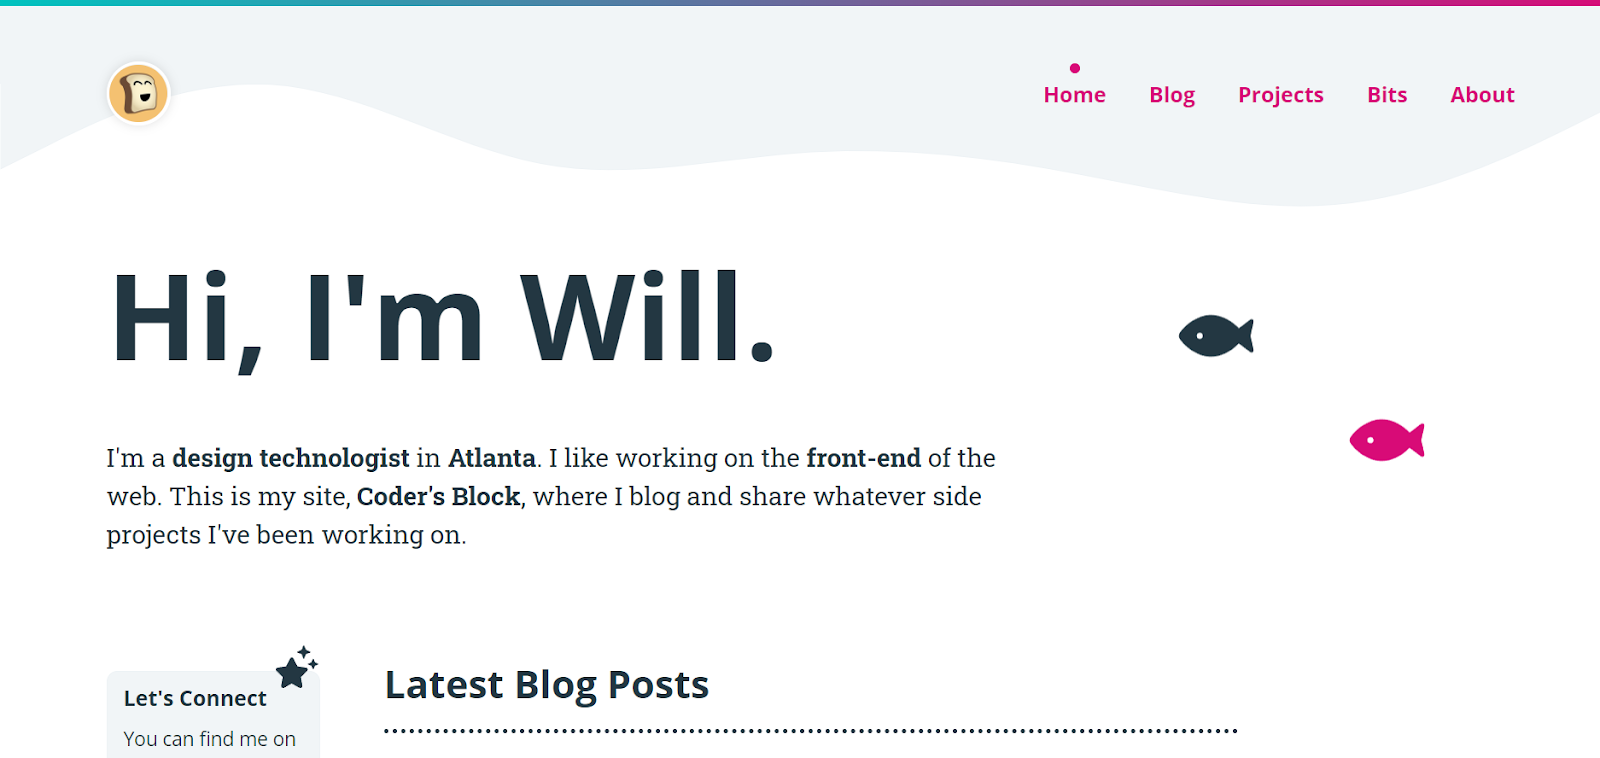 Home Blog Projects Bits About
Hi, I'm Will.
I'm a design technologist in Atlanta. I like working on the front-end of the
web. This is my site, Coder's Block, where I blog and share whatever side
projects I've been working on.
Let's Connect
You can find me on
Latest Blog Posts